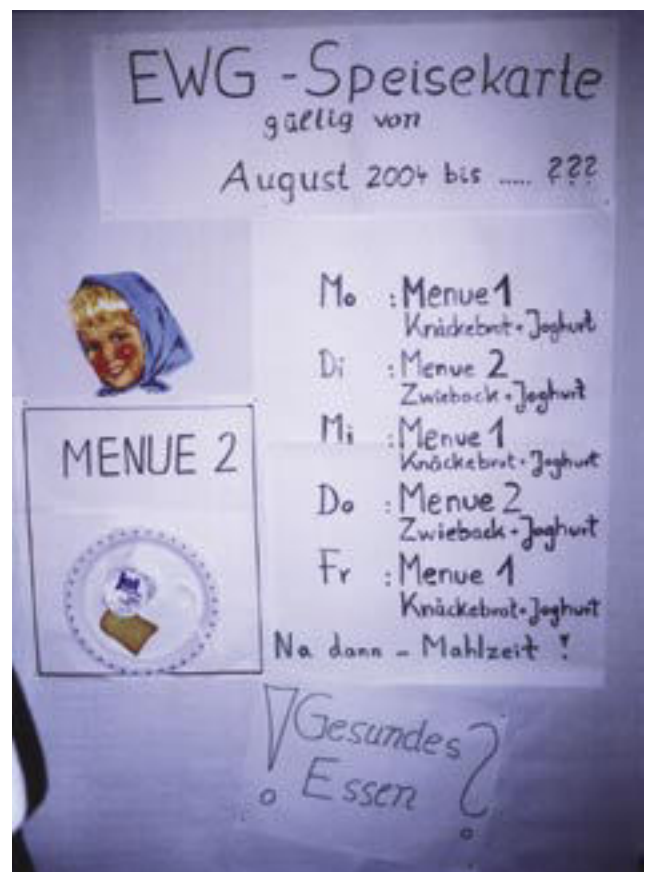 EWG - Speisekarte
gültig von
August 2004 bis ..... ???
Mo : Menue 1
Knäckebrot + Joghurt
Di : Menue 2
Zwieback + Joghurt
Mi : Menue 1
Knäckebrot + Joghurt
Do : Menue 2
Zwieback + Joghurt
Fr : Menue 1
Knäckebrot + Joghurt
Na dann - Mahlzeit !
MENUE 2
! Gesundes
Essen ?